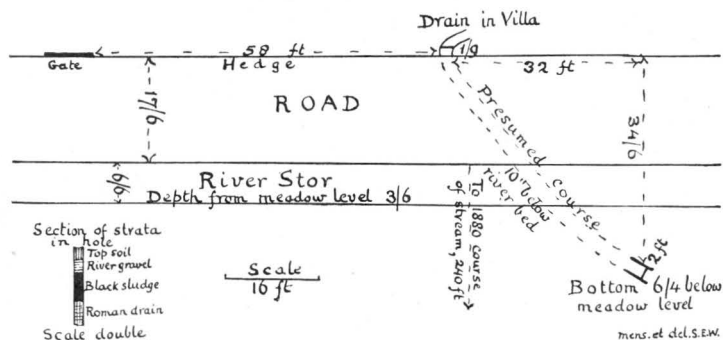 Drain in Villa
58 ft
1/9
32 ft
Gate
Hedge
17/6
ROAD
Presumed course
34/6
6/6
River Stor
Depth from meadow level 3/6
10" below
river bed
To 1880 course
of stream, 240 ft
2 ft
Bottom 6/4 below
meadow level
Section of strata
in hole
Top soil
River gravel
Black sludge
Roman drain
Scale double
Scale
16 ft
mens. et del. S.E.W.